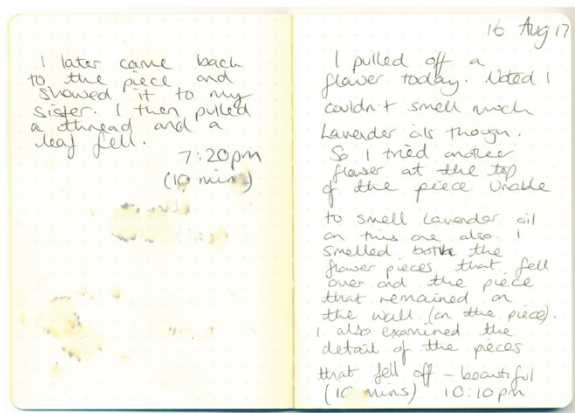 I later came back
to the piece and
showed it to my
sister. I then pulled
a thread and a
leaf fell.
7:20pm
(10 mins)
16 Aug 17
I pulled off a
flower today. Noted I
couldn't smell much
Lavender oils though.
So I tried another
flower at the top
of the piece. Unable
to smell Lavender oil
on this one also. I
smelled both the
flower pieces that fell
over and the piece
that remained on
the wall (on the piece).
I also examined the
detail of the pieces
that fell off - beautiful
(10 mins) 10:10pm